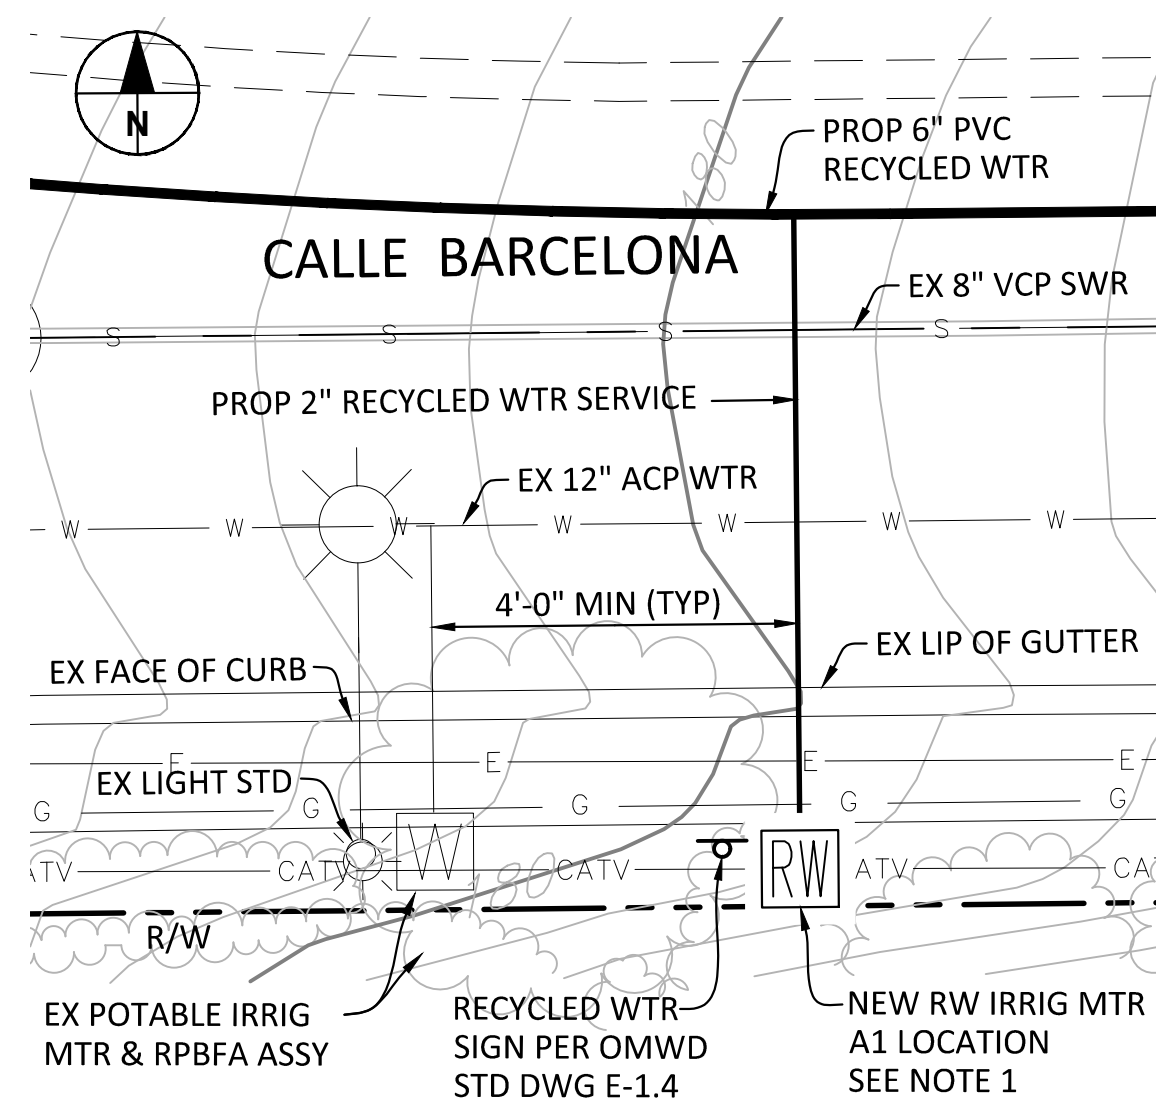 N
PROP 6" PVC
RECYCLED WTR
180
CALLE BARCELONA
EX 8" VCP SWR
S S S S
PROP 2" RECYCLED WTR SERVICE
EX 12" ACP WTR
W W W W W W W
4'-0" MIN (TYP)
EX LIP OF GUTTER
EX FACE OF CURB
E E E E
EX LIGHT STD
G G G G G
W
RW
ATV CATV CATV ATV CA
180
R/W
EX POTABLE IRRIG
MTR & RPBFA ASSY
RECYCLED WTR
SIGN PER OMWD
STD DWG E-1.4
NEW RW IRRIG MTR
A1 LOCATION
SEE NOTE 1